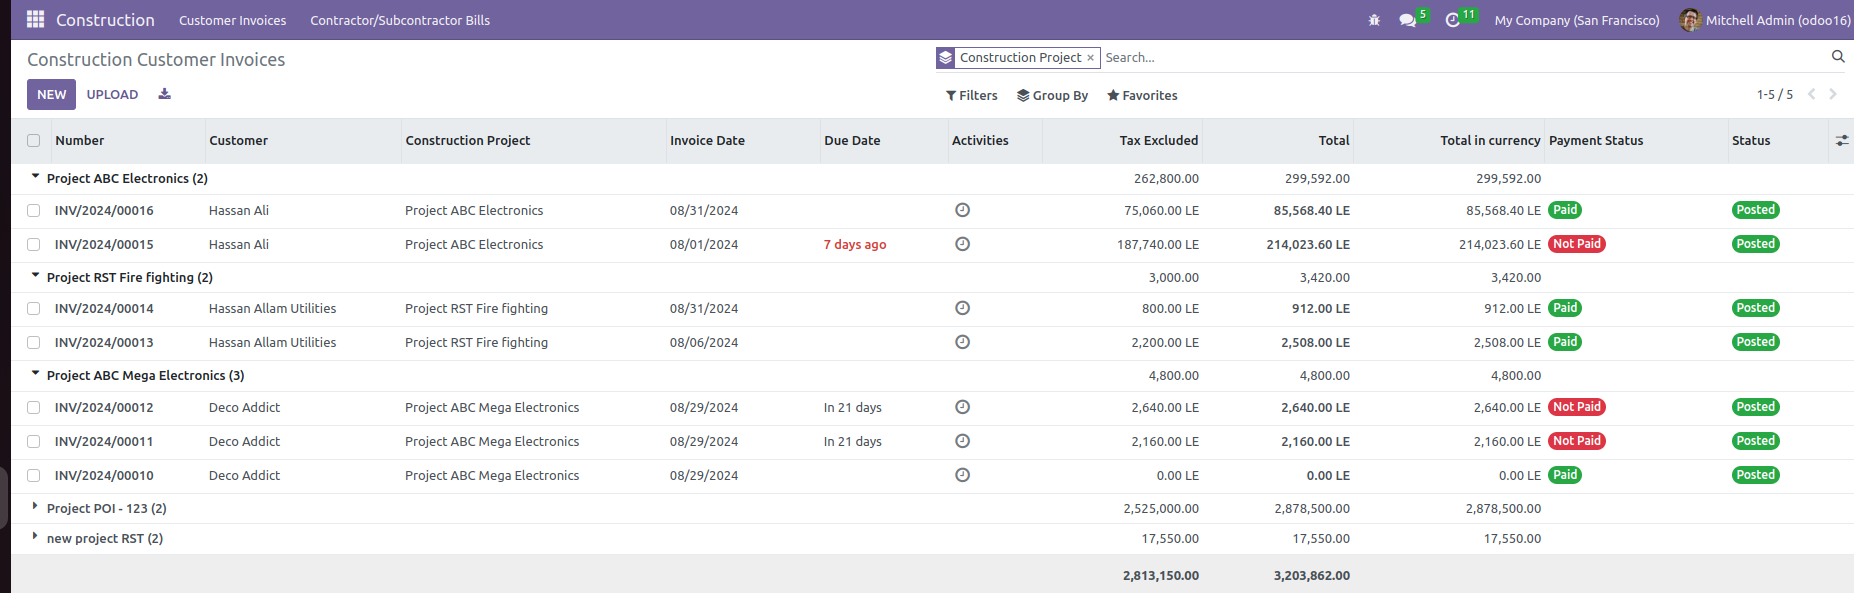 Construction Customer Invoices Contractor/Subcontractor Bills 5 11 My Company (San Francisco) Mitchell Admin (odoo16)
Construction Customer Invoices Construction Project × Search...
NEW UPLOAD Filters Group By Favorites 1-5 / 5
Number Customer Construction Project Invoice Date Due Date Activities Tax Excluded Total Total in currency Payment Status Status
Project ABC Electronics (2) 262,800.00 299,592.00 299,592.00
INV/2024/00016 Hassan Ali Project ABC Electronics 08/31/2024 75,060.00 LE 85,568.40 LE 85,568.40 LE Paid Posted
INV/2024/00015 Hassan Ali Project ABC Electronics 08/01/2024 7 days ago 187,740.00 LE 214,023.60 LE 214,023.60 LE Not Paid Posted
Project RST Fire fighting (2) 3,000.00 3,420.00 3,420.00
INV/2024/00014 Hassan Allam Utilities Project RST Fire fighting 08/31/2024 800.00 LE 912.00 LE 912.00 LE Paid Posted
INV/2024/00013 Hassan Allam Utilities Project RST Fire fighting 08/06/2024 2,200.00 LE 2,508.00 LE 2,508.00 LE Paid Posted
Project ABC Mega Electronics (3) 4,800.00 4,800.00 4,800.00
INV/2024/00012 Deco Addict Project ABC Mega Electronics 08/29/2024 In 21 days 2,640.00 LE 2,640.00 LE 2,640.00 LE Not Paid Posted
INV/2024/00011 Deco Addict Project ABC Mega Electronics 08/29/2024 In 21 days 2,160.00 LE 2,160.00 LE 2,160.00 LE Not Paid Posted
INV/2024/00010 Deco Addict Project ABC Mega Electronics 08/29/2024 0.00 LE 0.00 LE 0.00 LE Paid Posted
Project POI - 123 (2) 2,525,000.00 2,878,500.00 2,878,500.00
new project RST (2) 17,550.00 17,550.00 17,550.00
2,813,150.00 3,203,862.00